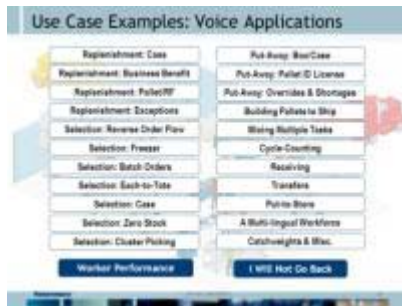 Use Case Examples: Voice Applications
Replenishment: Case
Replenishment: Business Benefit
Replenishment: Pallet/RF
Replenishment: Exceptions
Selection: Reverse Order Flow
Selection: Freezer
Selection: Batch Orders
Selection: Each-to-Tote
Selection: Case
Selection: Zero Stock
Selection: Cluster Picking
Worker Performance
Put-Away: Box/Case
Put-Away: Pallet ID License
Put-Away: Overrides & Shortages
Building Pallets to Ship
Mixing Multiple Tasks
Cycle-Counting
Receiving
Transfers
Put-to-Store
A Multi-lingual Workforce
Catchweights & Misc.
I Will Not Go Back